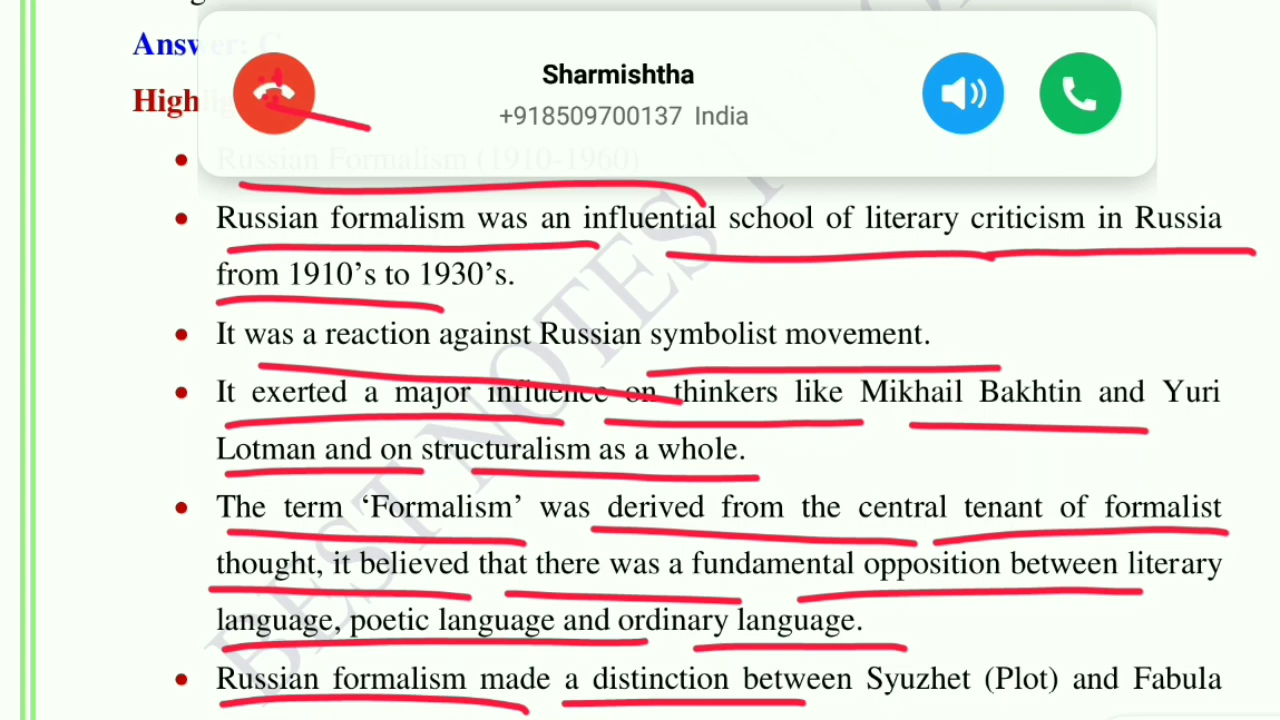 Answer: C
Highlig
Sharmishtha
+918509700137 India
Russian Formalism (1910-1960)
Russian formalism was an influential school of literary criticism in Russia
from 1910’s to 1930’s.
It was a reaction against Russian symbolist movement.
It exerted a major influence on thinkers like Mikhail Bakhtin and Yuri
Lotman and on structuralism as a whole.
The term ‘Formalism’ was derived from the central tenant of formalist
thought, it believed that there was a fundamental opposition between literary
language, poetic language and ordinary language.
Russian formalism made a distinction between Syuzhet (Plot) and Fabula
BEST NOTES